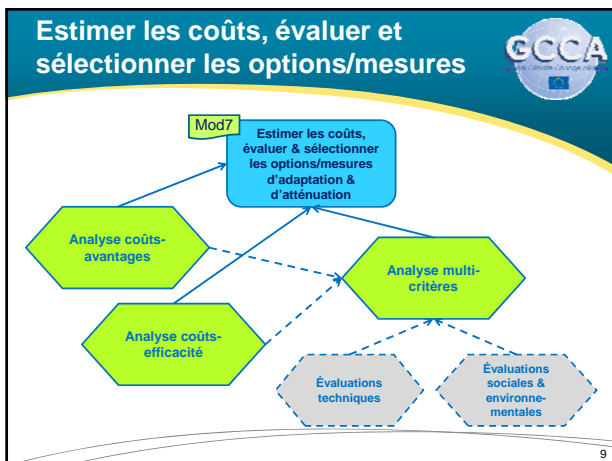 Estimer les coûts, évaluer et
sélectionner les options/mesures
GCCA
Mod7
Estimer les coûts,
évaluer & sélectionner
les options/mesures
d'adaptation &
d'atténuation
Analyse coûts-
avantages
Analyse multi-
critères
Analyse coûts-
efficacité
Évaluations
techniques
Évaluations
sociales &
environne-
mentales
9